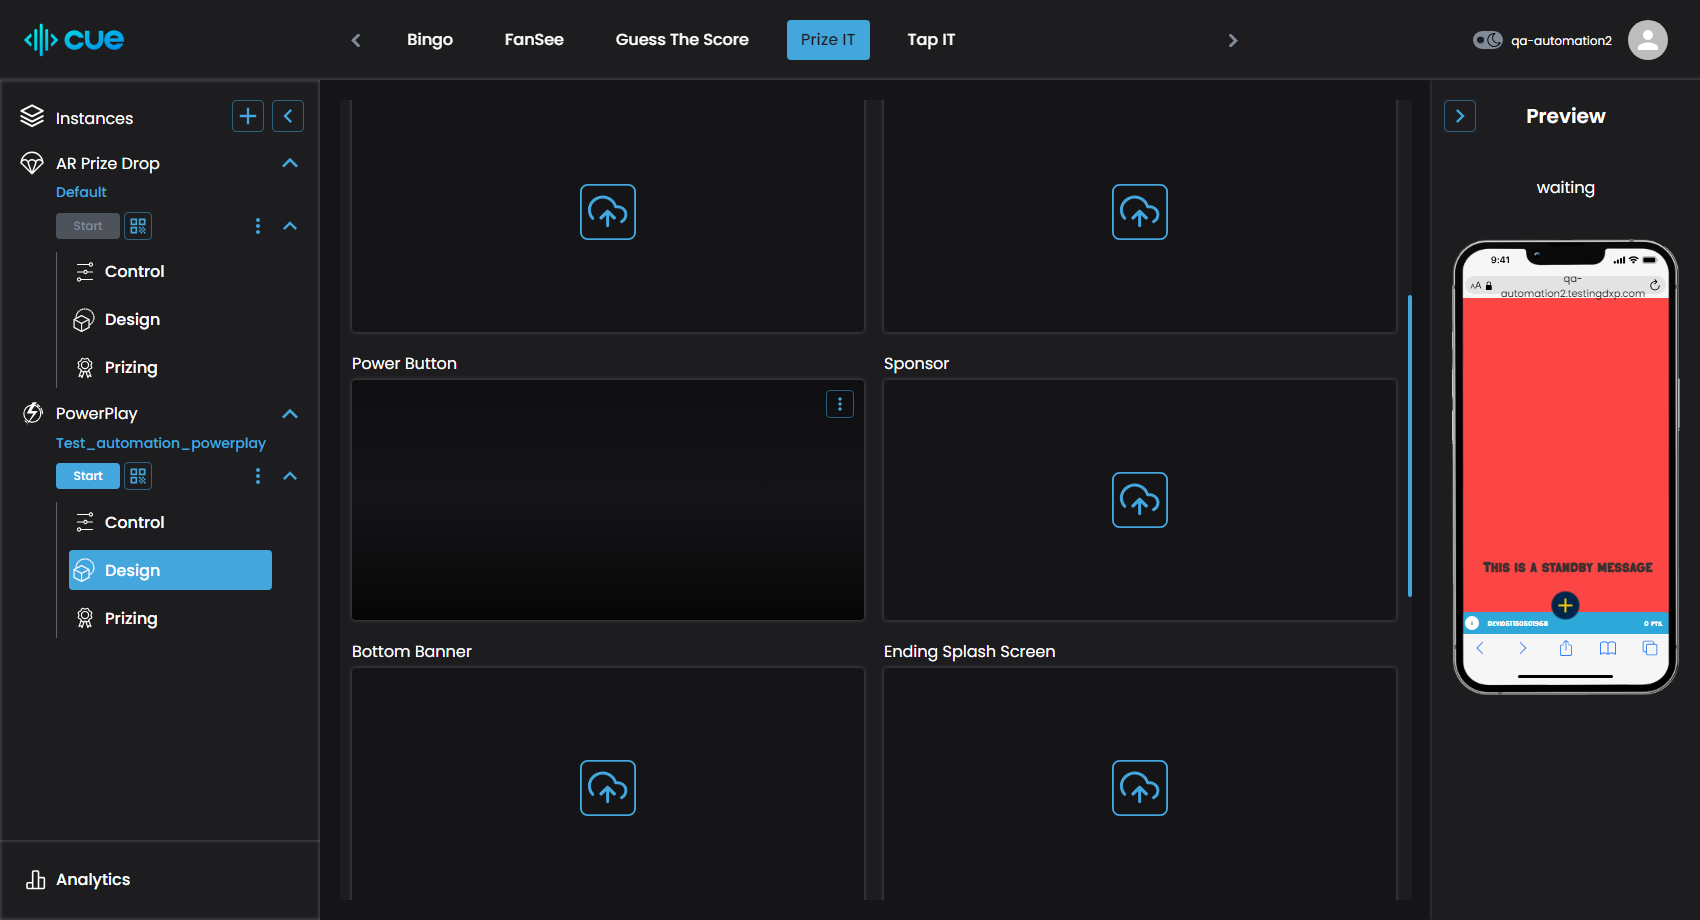 cue
Bingo
FanSee
Guess The Score
Prize IT
Tap IT
qa-automation2
Instances
AR Prize Drop
Default
Start
Control
Design
Prizing
PowerPlay
Test_automation_powerplay
Start
Control
Design
Prizing
Analytics
Power Button
Sponsor
Bottom Banner
Ending Splash Screen
Preview
waiting
9:41
AA
qa-
automation2.testingdxp.com
This is a standby message
0 PTS.